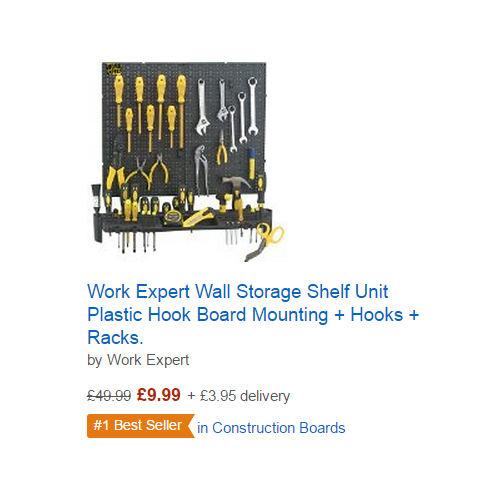 Work Expert Wall Storage Shelf Unit
Plastic Hook Board Mounting + Hooks +
Racks.
by Work Expert
£49.99 £9.99 + £3.95 delivery
#1 Best Seller in Construction Boards